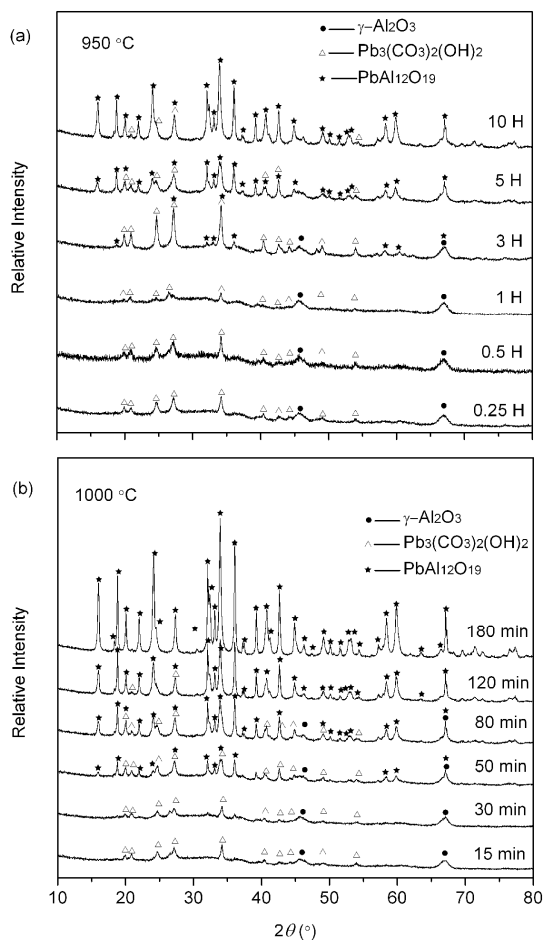 (a)
950 °C
● — γ–Al2O3
△ — Pb3(CO3)2(OH)2
★ — PbAl12O19
10 H
5 H
3 H
1 H
0.5 H
0.25 H
Relative Intensity
(b)
1000 °C
● — γ–Al2O3
△ — Pb3(CO3)2(OH)2
★ — PbAl12O19
180 min
120 min
80 min
50 min
30 min
15 min
Relative Intensity
10 20 30 40 50 60 70 80
2θ (°)